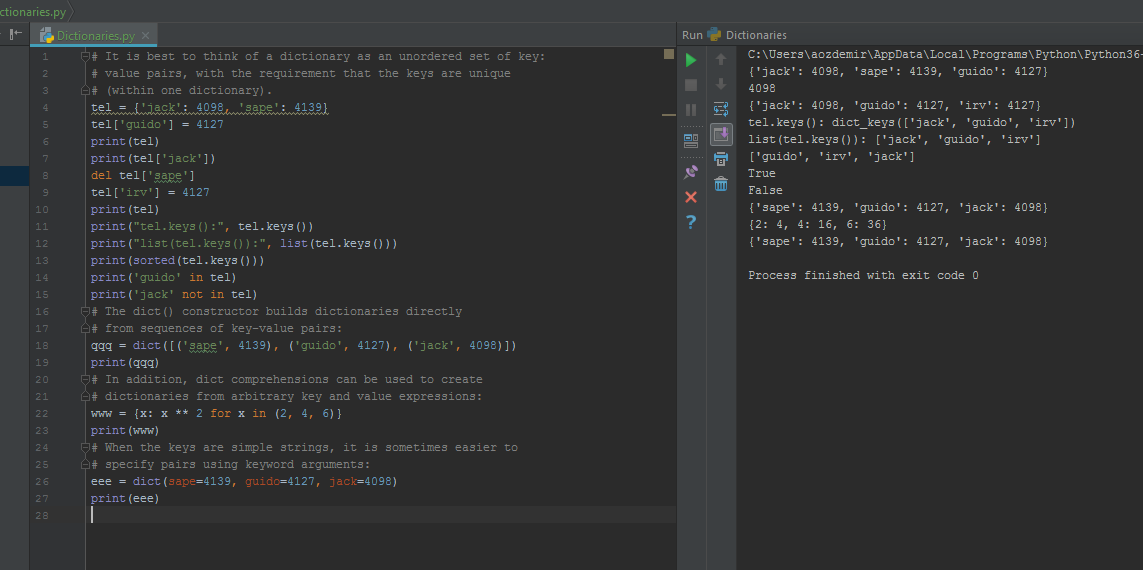 ctionaries.py
Dictionaries.py
1 # It is best to think of a dictionary as an unordered set of key:
2 # value pairs, with the requirement that the keys are unique
3 # (within one dictionary).
4 tel = {'jack': 4098, 'sape': 4139}
5 tel['guido'] = 4127
6 print(tel)
7 print(tel['jack'])
8 del tel['sape']
9 tel['irv'] = 4127
10 print(tel)
11 print("tel.keys():", tel.keys())
12 print("list(tel.keys()):", list(tel.keys()))
13 print(sorted(tel.keys()))
14 print('guido' in tel)
15 print('jack' not in tel)
16 # The dict() constructor builds dictionaries directly
17 # from sequences of key-value pairs:
18 qqq = dict([('sape', 4139), ('guido', 4127), ('jack', 4098)])
19 print(qqq)
20 # In addition, dict comprehensions can be used to create
21 # dictionaries from arbitrary key and value expressions:
22 www = {x: x ** 2 for x in (2, 4, 6)}
23 print(www)
24 # When the keys are simple strings, it is sometimes easier to
25 # specify pairs using keyword arguments:
26 eee = dict(sape=4139, guido=4127, jack=4098)
27 print(eee)
28
Run Dictionaries
C:\Users\aozdemir\AppData\Local\Programs\Python\Python36-
{'jack': 4098, 'sape': 4139, 'guido': 4127}
4098
{'jack': 4098, 'guido': 4127, 'irv': 4127}
tel.keys(): dict_keys(['jack', 'guido', 'irv'])
list(tel.keys()): ['jack', 'guido', 'irv']
['guido', 'irv', 'jack']
True
False
{'sape': 4139, 'guido': 4127, 'jack': 4098}
{2: 4, 4: 16, 6: 36}
{'sape': 4139, 'guido': 4127, 'jack': 4098}
Process finished with exit code 0